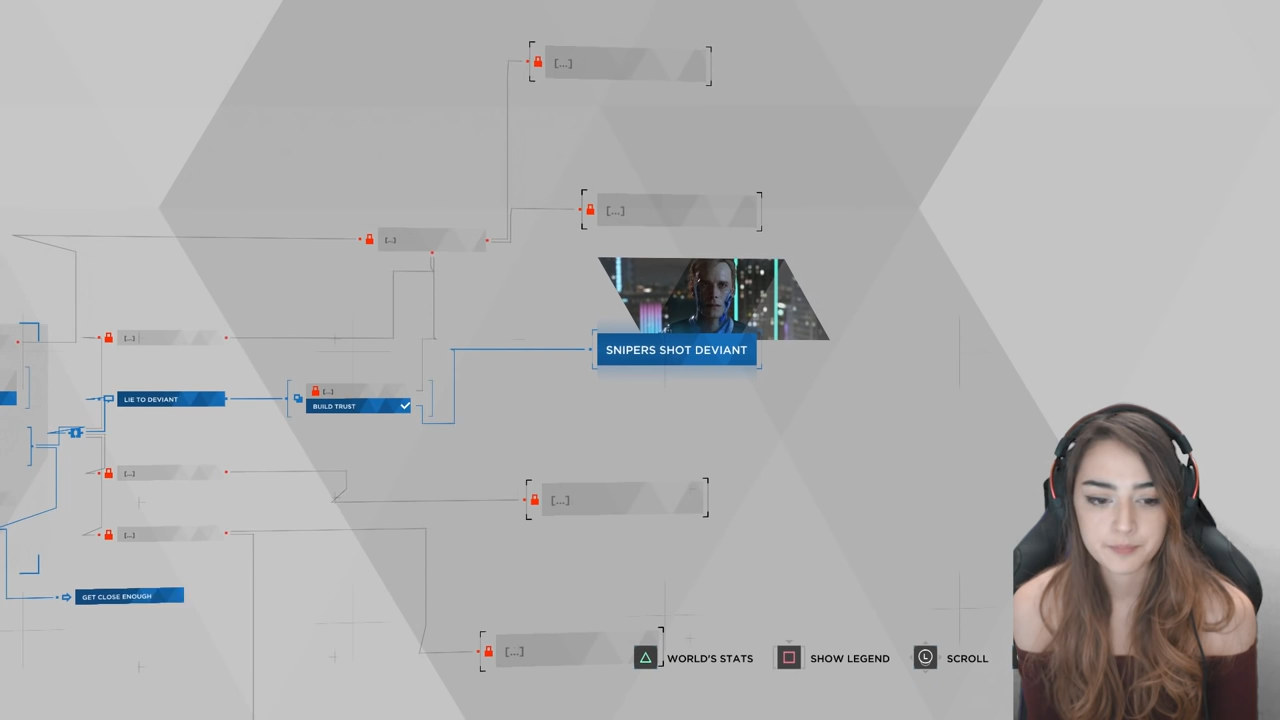 [...]
[...]
[...]
SNIPERS SHOT DEVIANT
[...]
[...]
LIE TO DEVIANT
BUILD TRUST
[...]
[...]
[...]
GET CLOSE ENOUGH
[...]
WORLD'S STATS
SHOW LEGEND
L
SCROLL